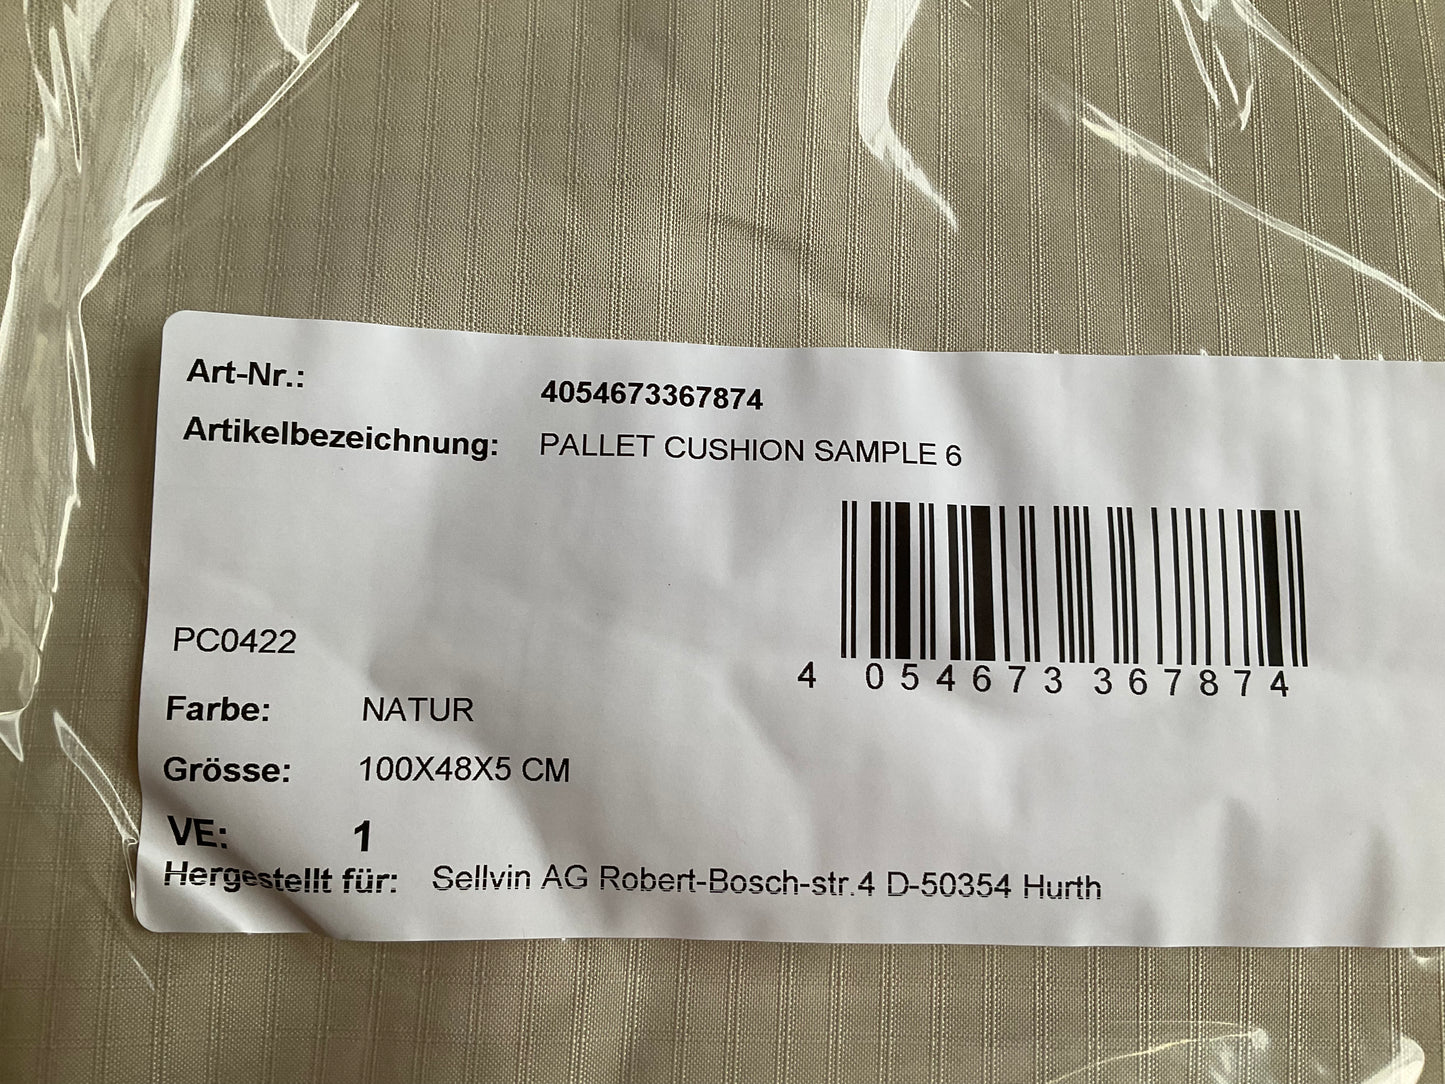 Art-Nr.: 4054673367874
Artikelbezeichnung: PALLET CUSHION SAMPLE 6
4 054673 367874
PC0422
Farbe: NATUR
Grösse: 100X48X5 CM
VE: 1
Hergestellt für: Sellvin AG Robert-Bosch-str.4 D-50354 Hurth